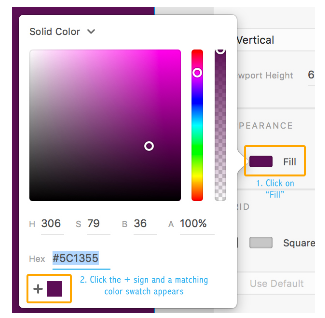 Solid Color
Vertical
wport Height 6
PEARANCE
Fill
1. Click on
"Fill"
H 306 S 79 B 36 A 100%
RID
Square
Hex #5C1355
2. Click the + sign and a matching
color swatch appears
+
Use Default